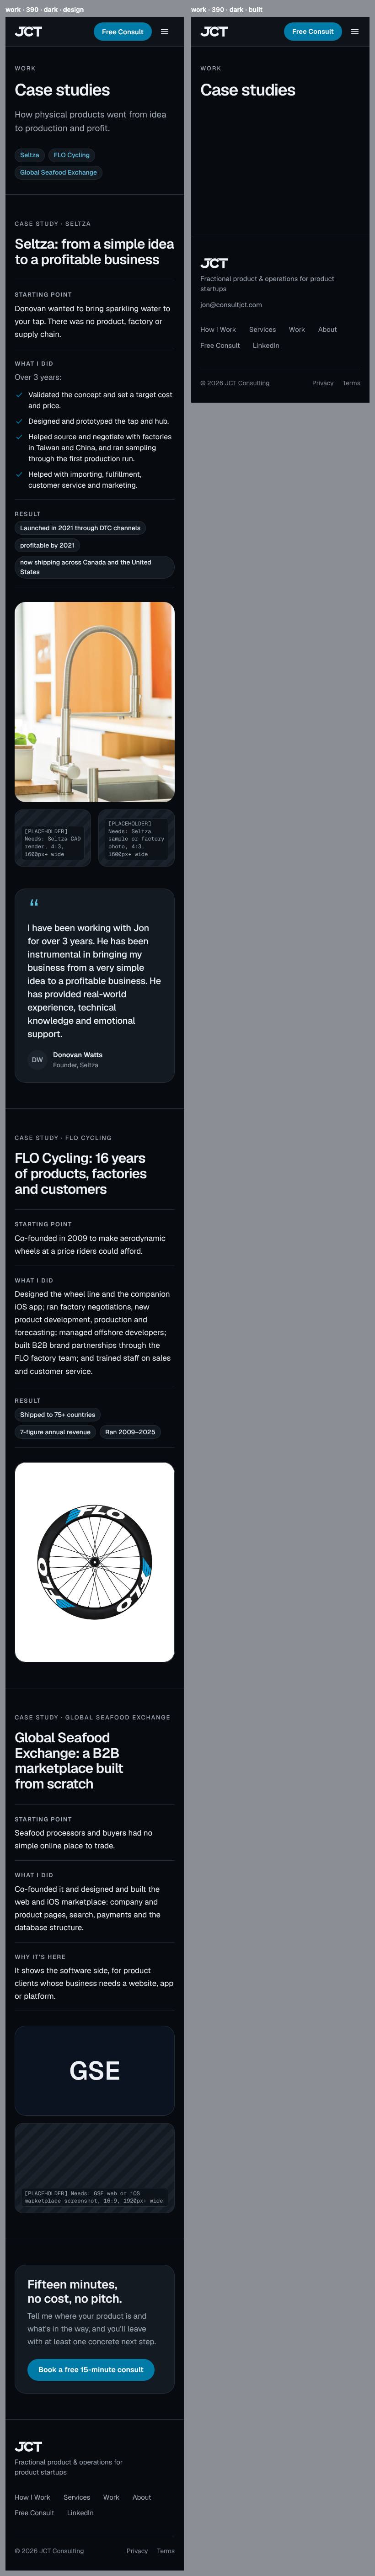 work · 390 · dark · design
JCT
Free Consult
WORK
Case studies
How physical products went from idea
to production and profit.
Seltza
FLO Cycling
Global Seafood Exchange
CASE STUDY · SELTZA
Seltza: from a simple idea
to a profitable business
STARTING POINT
Donovan wanted to bring sparkling water to
your tap. There was no product, factory or
supply chain.
WHAT I DID
Over 3 years:
Validated the concept and set a target cost
and price.
Designed and prototyped the tap and hub.
Helped source and negotiate with factories
in Taiwan and China, and ran sampling
through the first production run.
Helped with importing, fulfillment,
customer service and marketing.
RESULT
Launched in 2021 through DTC channels
profitable by 2021
now shipping across Canada and the United
States
[PLACEHOLDER]
Needs: Seltza CAD
render, 4:3,
1600px+ wide
[PLACEHOLDER]
Needs: Seltza
sample or factory
photo, 4:3,
1600px+ wide
“
I have been working with Jon
for over 3 years. He has been
instrumental in bringing my
business from a very simple
idea to a profitable business. He
has provided real-world
experience, technical
knowledge and emotional
support.
DW
Donovan Watts
Founder, Seltza
CASE STUDY · FLO CYCLING
FLO Cycling: 16 years
of products, factories
and customers
STARTING POINT
Co-founded in 2009 to make aerodynamic
wheels at a price riders could afford.
WHAT I DID
Designed the wheel line and the companion
iOS app; ran factory negotiations, new
product development, production and
forecasting; managed offshore developers;
built B2B brand partnerships through the
FLO factory team; and trained staff on sales
and customer service.
RESULT
Shipped to 75+ countries
7-figure annual revenue
Ran 2009–2025
FLO
FLO
FLO
CASE STUDY · GLOBAL SEAFOOD EXCHANGE
Global Seafood
Exchange: a B2B
marketplace built
from scratch
STARTING POINT
Seafood processors and buyers had no
simple online place to trade.
WHAT I DID
Co-founded it and designed and built the
web and iOS marketplace: company and
product pages, search, payments and the
database structure.
WHY IT'S HERE
It shows the software side, for product
clients whose business needs a website, app
or platform.
GSE
[PLACEHOLDER] Needs: GSE web or iOS
marketplace screenshot, 16:9, 1920px+ wide
Fifteen minutes,
no cost, no pitch.
Tell me where your product is and
what's in the way, and you'll leave
with at least one concrete next step.
Book a free 15-minute consult
JCT
Fractional product & operations for
product startups
How I Work
Services
Work
About
Free Consult
LinkedIn
© 2026 JCT Consulting
Privacy
Terms
work · 390 · dark · built
JCT
Free Consult
WORK
Case studies
JCT
Fractional product & operations for product
startups
jon@consultjct.com
How I Work
Services
Work
About
Free Consult
LinkedIn
© 2026 JCT Consulting
Privacy
Terms